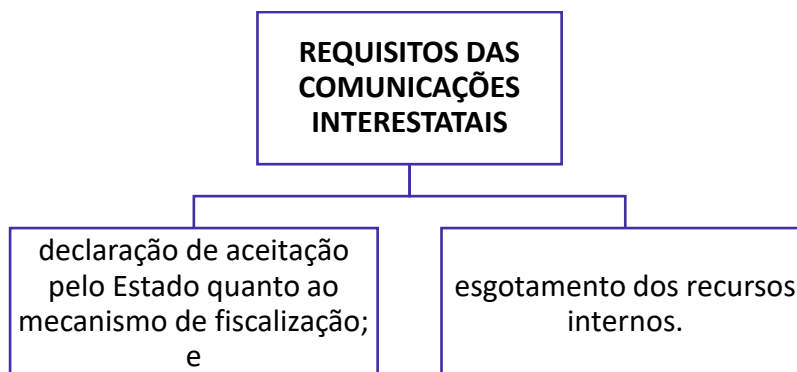 REQUISITOS DAS
COMUNICAÇÕES
INTERESTATAIS
declaração de aceitação
pelo Estado quanto ao
mecanismo de fiscalização;
e
esgotamento dos recursos
internos.